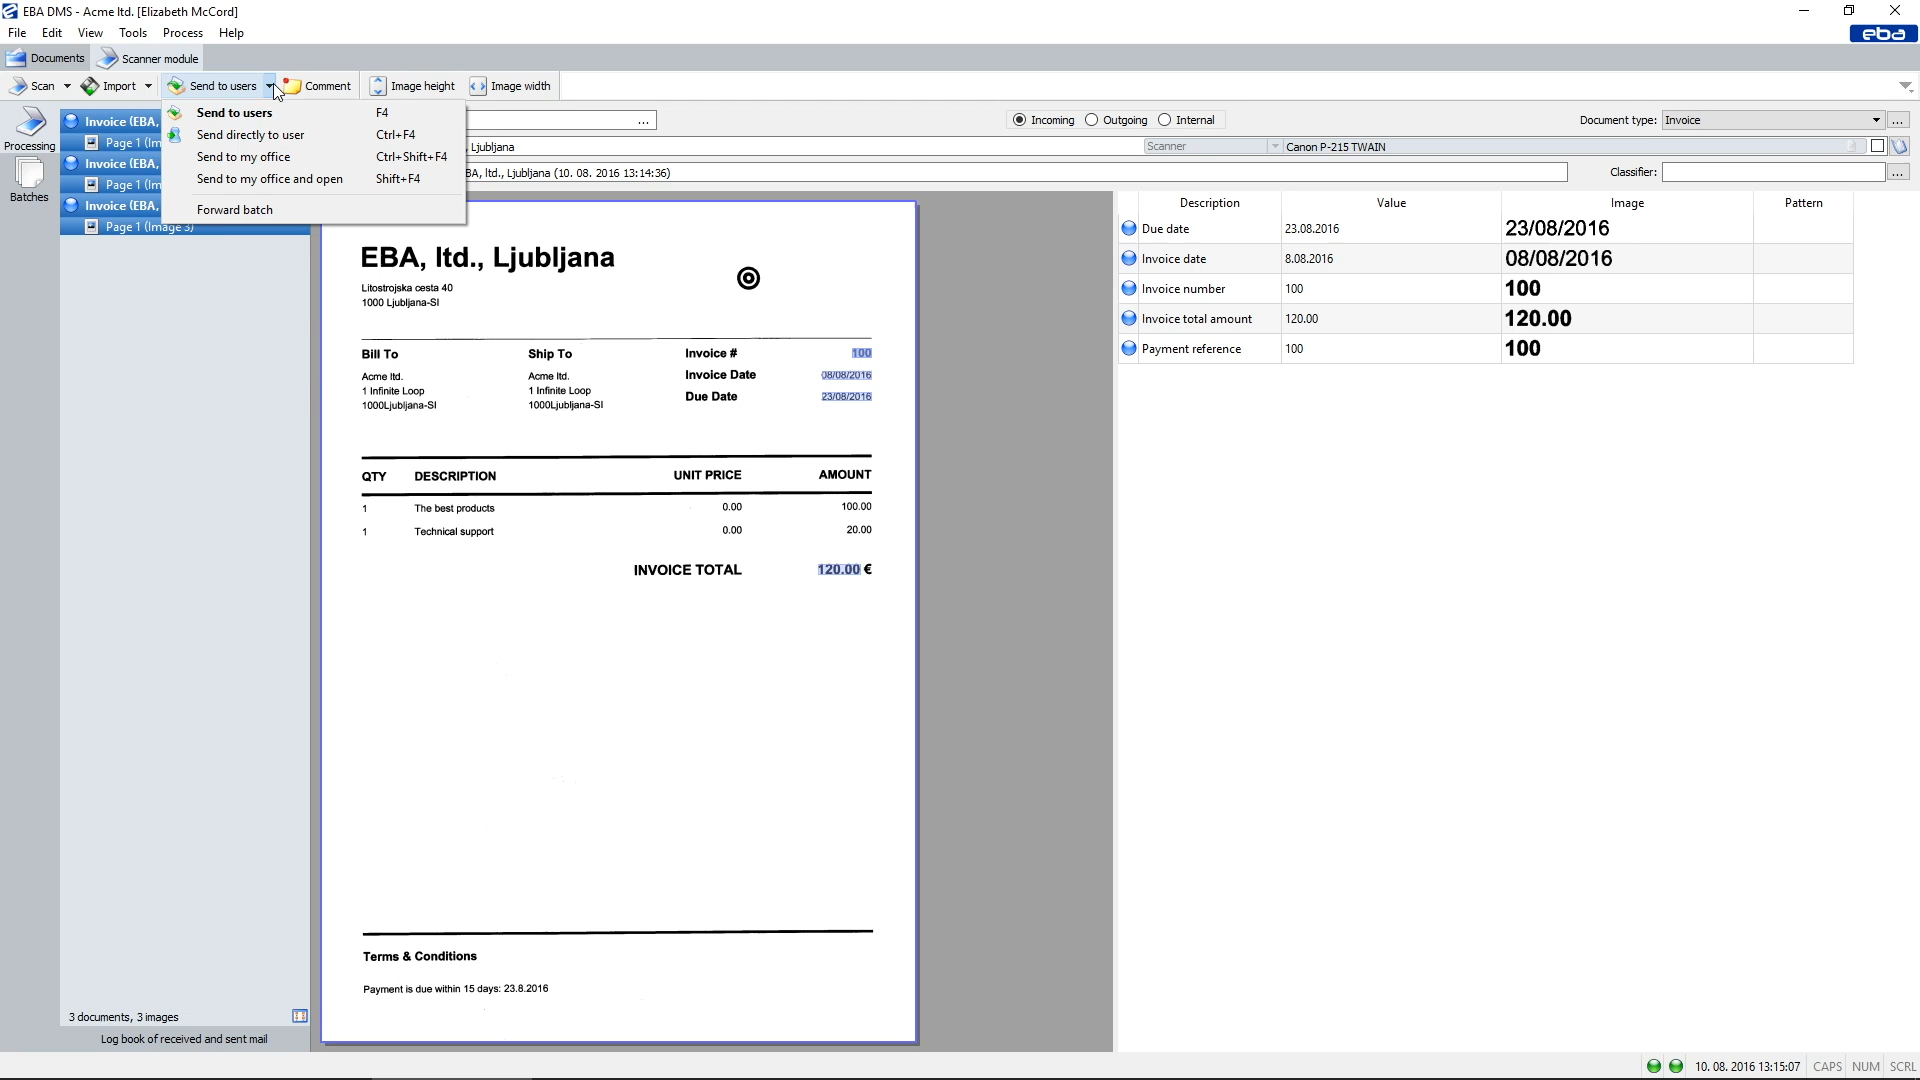 EBA DMS - Acme ltd. [Elizabeth McCord]
File Edit View Tools Process Help
eba
Documents Scanner module
Scan Import Send to users Comment Image height Image width
Send to users F4
Send directly to user Ctrl+F4
Send to my office Ctrl+Shift+F4
Send to my office and open Shift+F4
Forward batch
Processing
Batches
Invoice (EBA,
Page 1 (Im
Invoice (EBA,
Page 1 (Im
Invoice (EBA,
Page 1 (Image 3)
... Incoming Outgoing Internal Document type: Invoice ...
, Ljubljana Scanner Canon P-215 TWAIN
BA, ltd., Ljubljana (10. 08. 2016 13:14:36) Classifier: ...
EBA, ltd., Ljubljana
Litostrojska cesta 40
1000 Ljubljana-SI
Bill To Ship To Invoice # 100
Acme ltd. Acme ltd. Invoice Date 08/08/2016
1 Infinite Loop 1 Infinite Loop Due Date 23/08/2016
1000Ljubljana-SI 1000Ljubljana-SI
QTY DESCRIPTION UNIT PRICE AMOUNT
1 The best products 0.00 100.00
1 Technical support 0.00 20.00
INVOICE TOTAL 120.00 €
Terms & Conditions
Payment is due within 15 days: 23.8.2016
Description Value Image Pattern
Due date 23.08.2016 23/08/2016
Invoice date 8.08.2016 08/08/2016
Invoice number 100 100
Invoice total amount 120.00 120.00
Payment reference 100 100
3 documents, 3 images
Log book of received and sent mail
10. 08. 2016 13:15:07 CAPS NUM SCRL